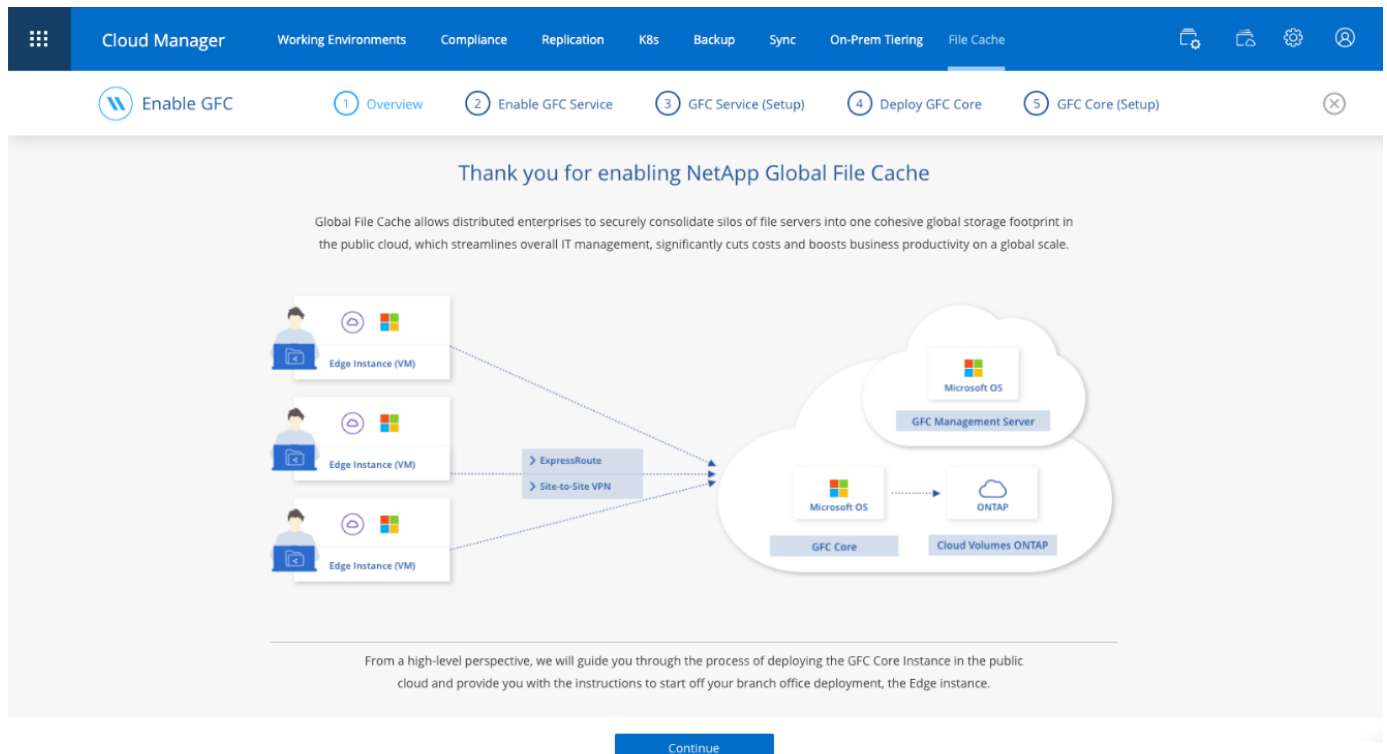 Cloud Manager Working Environments Compliance Replication K8s Backup Sync On-Prem Tiering File Cache
Enable GFC 1 Overview 2 Enable GFC Service 3 GFC Service (Setup) 4 Deploy GFC Core 5 GFC Core (Setup)
Thank you for enabling NetApp Global File Cache
Global File Cache allows distributed enterprises to securely consolidate silos of file servers into one cohesive global storage footprint in
the public cloud, which streamlines overall IT management, significantly cuts costs and boosts business productivity on a global scale.
Edge Instance (VM)
Edge Instance (VM)
Edge Instance (VM)
> ExpressRoute
> Site-to-Site VPN
Microsoft OS
GFC Management Server
Microsoft OS
GFC Core
ONTAP
Cloud Volumes ONTAP
From a high-level perspective, we will guide you through the process of deploying the GFC Core Instance in the public
cloud and provide you with the instructions to start off your branch office deployment, the Edge instance.
Continue